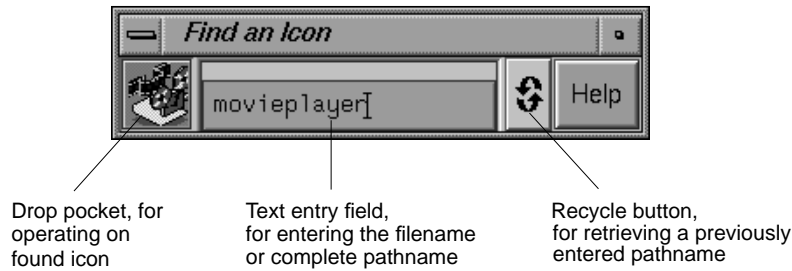 Find an Icon
movieplayer
Help
Drop pocket, for
operating on
found icon
Text entry field,
for entering the filename
or complete pathname
Recycle button,
for retrieving a previously
entered pathname